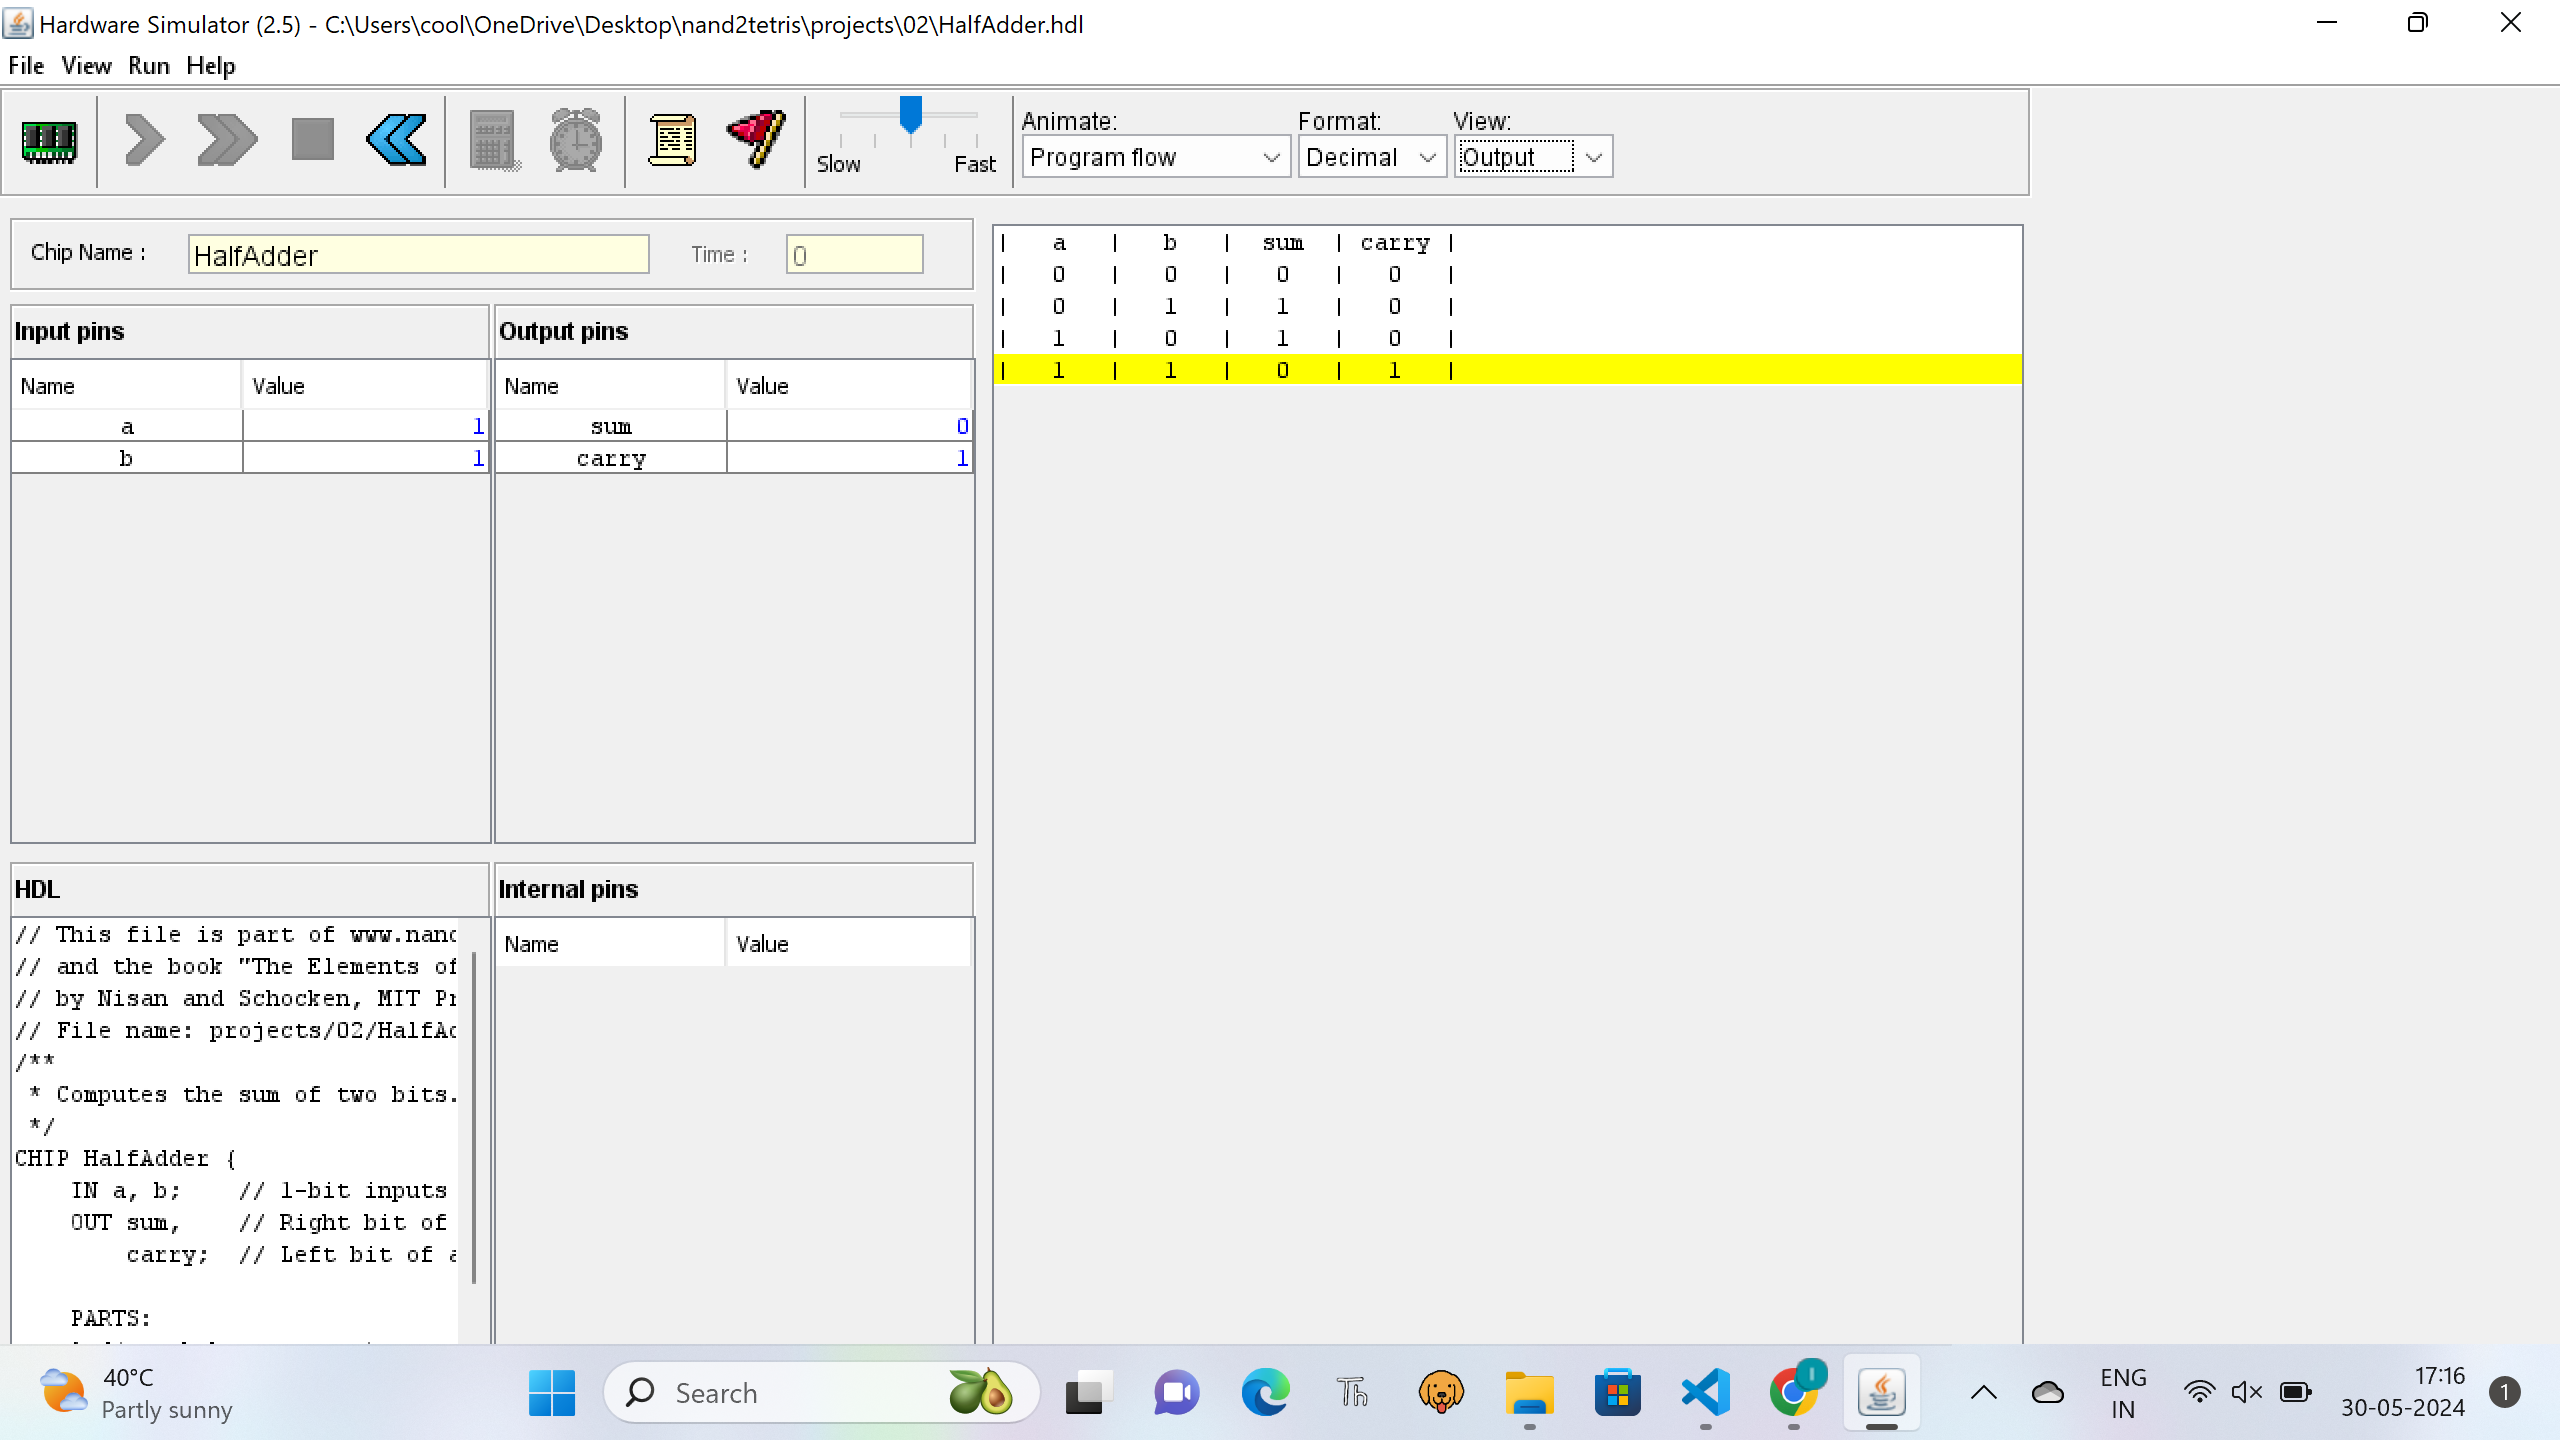 Hardware Simulator (2.5) - C:\Users\cool\OneDrive\Desktop\nand2tetris\projects\02\HalfAdder.hdl
File View Run Help
Animate: Format: View:
Slow Fast Program flow Decimal Output
Chip Name : HalfAdder Time : 0
| a | b | sum | carry |
| 0 | 0 | 0 | 0 |
| 0 | 1 | 1 | 0 |
| 1 | 0 | 1 | 0 |
| 1 | 1 | 0 | 1 |
Input pins
Name Value
a 1
b 1
Output pins
Name Value
sum 0
carry 1
HDL
// This file is part of www.nand
// and the book "The Elements of
// by Nisan and Schocken, MIT Pr
// File name: projects/02/HalfAd
/**
* Computes the sum of two bits.
*/
CHIP HalfAdder {
IN a, b; // 1-bit inputs
OUT sum, // Right bit of
carry; // Left bit of a
PARTS:
Internal pins
Name Value
40°C
Partly sunny
Search
Th
I
ENG
IN
17:16
30-05-2024
1